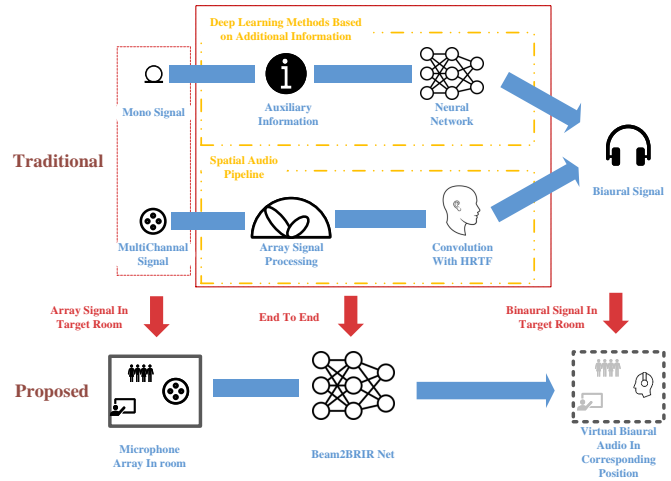 Deep Learning Methods Based
on Additional Information
Mono Signal
Auxiliary
Information
Neural
Network
Traditional
Spatial Audio
Pipeline
Biaural Signal
MultiChannal
Signal
Array Signal
Processing
Convolution
With HRTF
Array Signal In
Target Room
End To End
Binaural Signal In
Target Room
Proposed
Microphone
Array In room
Beam2BRIR Net
Virtual Biaural
Audio In
Corresponding
Position